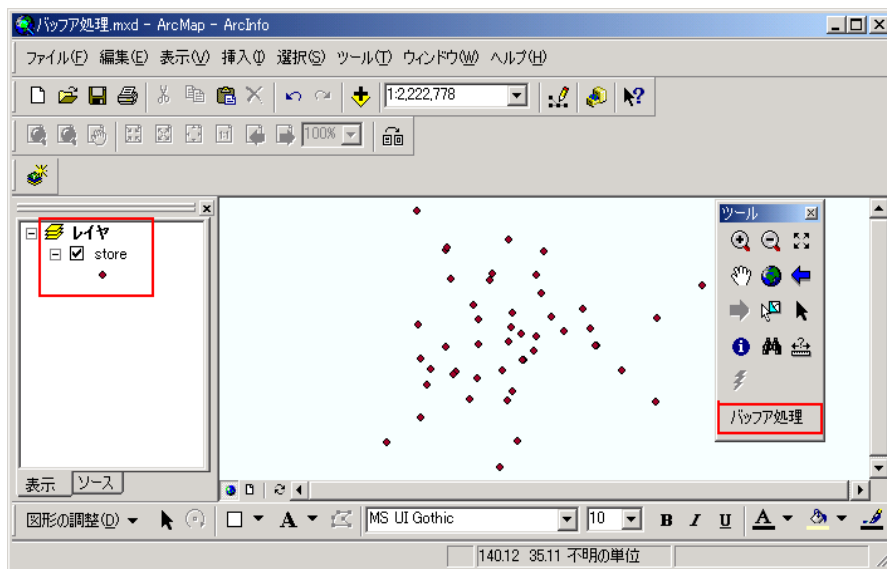 バッファ処理.mxd - ArcMap - ArcInfo
ファイル(F) 編集(E) 表示(V) 挿入(I) 選択(S) ツール(T) ウィンドウ(W) ヘルプ(H)
1:2,222,778
1:1 100%
レイヤ
store
ツール
バッファ処理
表示 ソース
図形の調整(D) A MS UI Gothic 10 B I U A
140.12 35.11 不明の単位